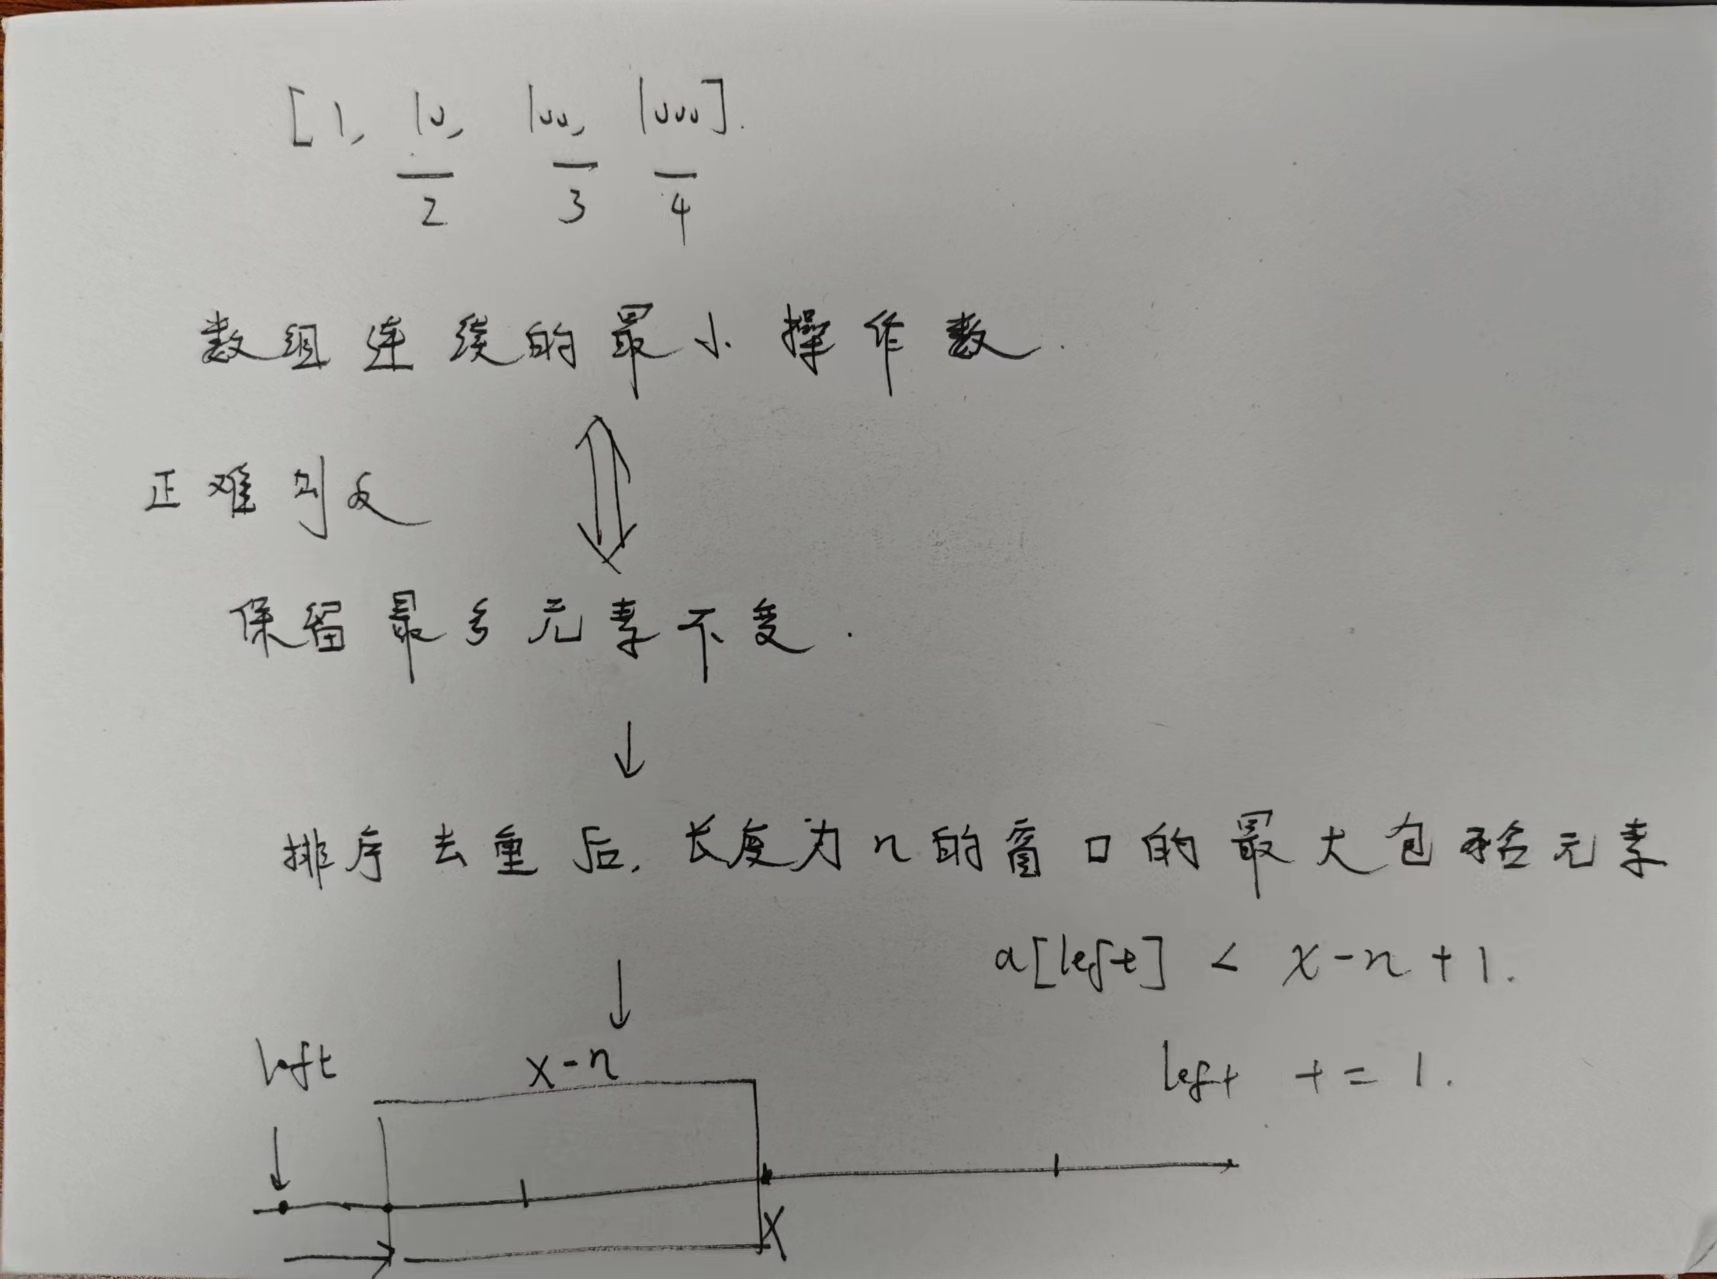 [1, 10, 100, 1000].
2 3 4
数组连续的最小操作数.
正难则反
保留最多元素不变.
排序去重后,长度为n的窗口的最大包括元素
a[left] < x-n+1.
left x-n
left += 1.
X